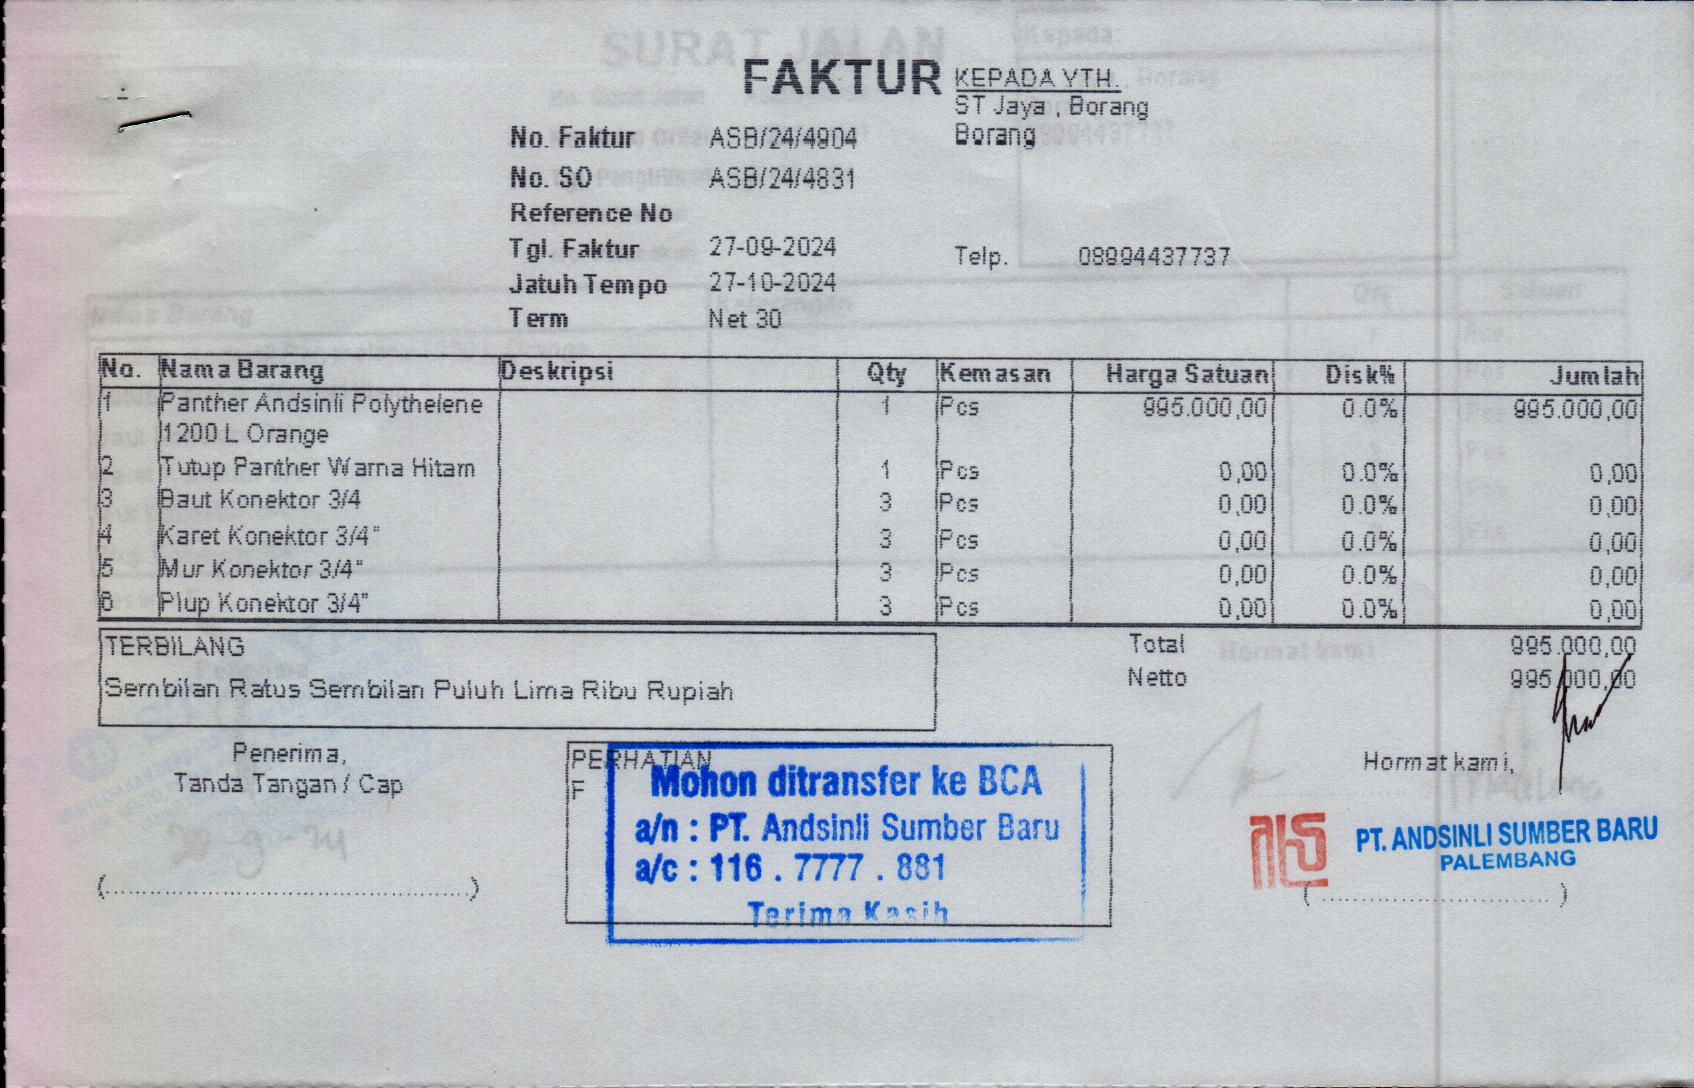 FAKTUR
KEPADA YTH.
ST Jaya , Borang
Borang
No. Faktur ASB/24/4904
No. SO ASB/24/4831
Reference No
Tgl. Faktur 27-09-2024
Telp. 08994437737
Jatuh Tempo 27-10-2024
Term Net 30
No. Nama Barang Deskripsi Qty Kemasan Harga Satuan Disk% Jumlah
1 Panther Andsinli Polythelene 1 Pcs 995.000,00 0.0% 995.000,00
1200 L Orange
2 Tutup Panther Warna Hitam 1 Pcs 0,00 0.0% 0,00
3 Baut Konektor 3/4 3 Pcs 0,00 0.0% 0,00
4 Karet Konektor 3/4" 3 Pcs 0,00 0.0% 0,00
5 Mur Konektor 3/4" 3 Pcs 0,00 0.0% 0,00
6 Plup Konektor 3/4" 3 Pcs 0,00 0.0% 0,00
TERBILANG
Sembilan Ratus Sembilan Puluh Lima Ribu Rupiah
Total 995.000,00
Netto 995.000,00
Penerima,
Tanda Tangan / Cap
PERHATIAN
F
Mohon ditransfer ke BCA
a/n : PT. Andsinli Sumber Baru
a/c : 116 . 7777 . 881
Terima Kasih
Hormat kami,
PT. ANDSINLI SUMBER BARU
PALEMBANG